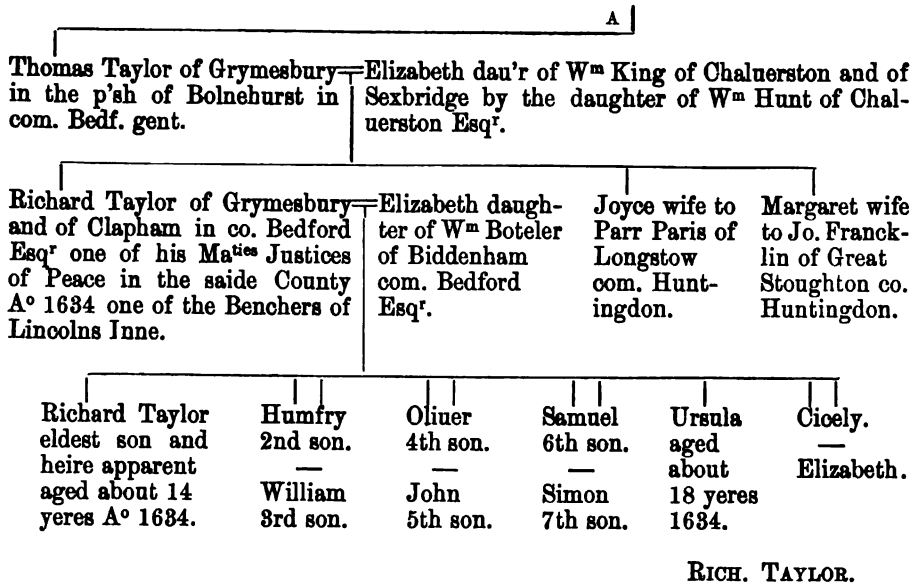 A
Thomas Taylor of Grymesbury
in the p'sh of Bolnehurst in
com. Bedf. gent.
Elizabeth dau'r of Wᵐ King of Chaluerston and of
Sexbridge by the daughter of Wᵐ Hunt of Chal-
uerston Esqʳ.
Richard Taylor of Grymesbury
and of Clapham in co. Bedford
Esqʳ one of his Maᵗⁱᵉˢ Justices
of Peace in the saide County
Aº 1634 one of the Benchers of
Lincolns Inne.
Elizabeth daugh-
ter of Wᵐ Boteler
of Biddenham
com. Bedford
Esqʳ.
Joyce wife to
Parr Paris of
Longstow
com. Hunt-
ingdon.
Margaret wife
to Jo. Franck-
lin of Great
Stoughton co.
Huntingdon.
Richard Taylor
eldest son and
heire apparent
aged about 14
yeres Aº 1634.
Humfry
2nd son.
—
William
3rd son.
Oliuer
4th son.
—
John
5th son.
Samuel
6th son.
—
Simon
7th son.
Ursula
aged
about
18 yeres
1634.
Cicely.
—
Elizabeth.
RICH. TAYLOR.